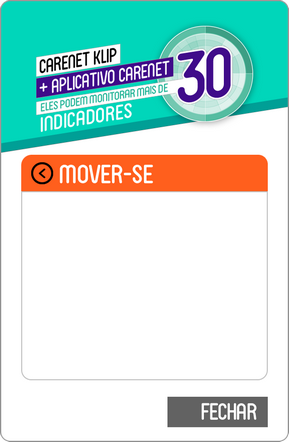 CARENET KLIP
+ APLICATIVO CARENET
ELES PODEM MONITORAR MAIS DE
30
INDICADORES
MOVER-SE
FECHAR